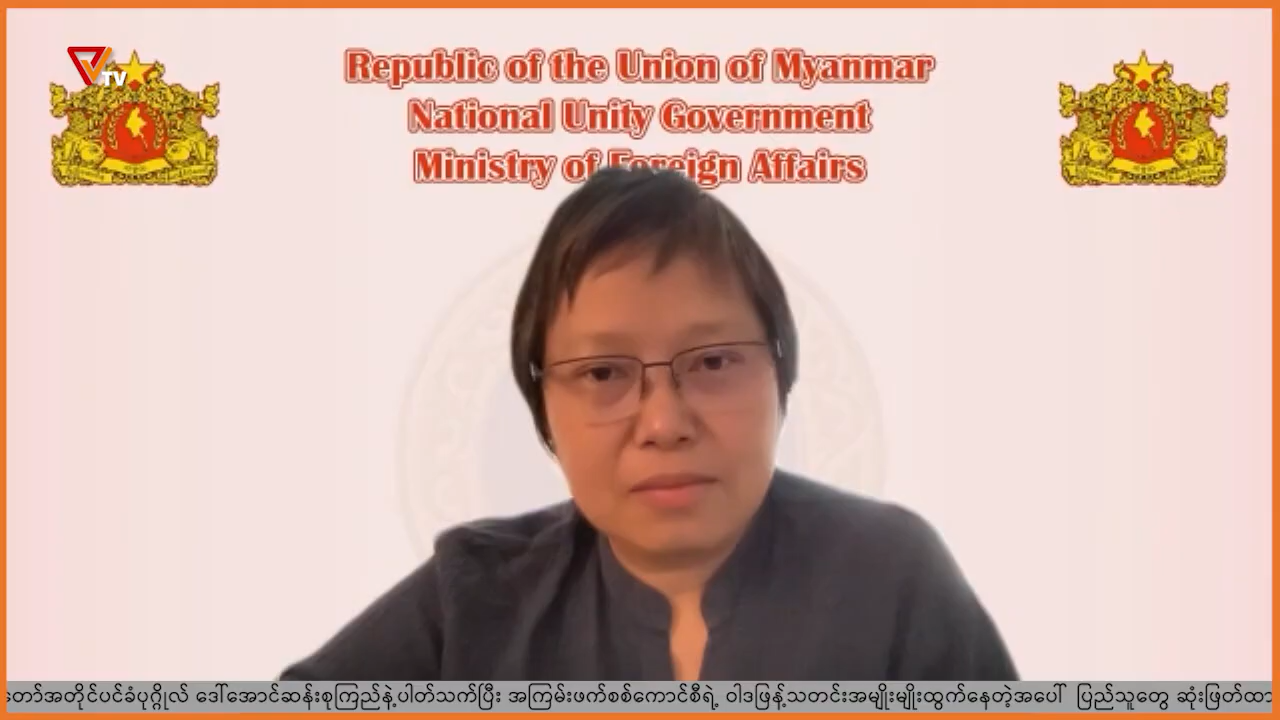 TV
Republic of the Union of Myanmar
National Unity Government
Ministry of Foreign Affairs
တော်အတိုင်ပင်ခံပုဂ္ဂိုလ် ဒေါ်အောင်ဆန်းစုကြည်နဲ့ပါတ်သက်ပြီး အကြမ်းဖက်စစ်ကောင်စီရဲ့ ဝါဒဖြန့်သတင်းအမျိုးမျိုးထွက်နေတဲ့အပေါ် ပြည်သူတွေ ဆုံးဖြတ်ထာ